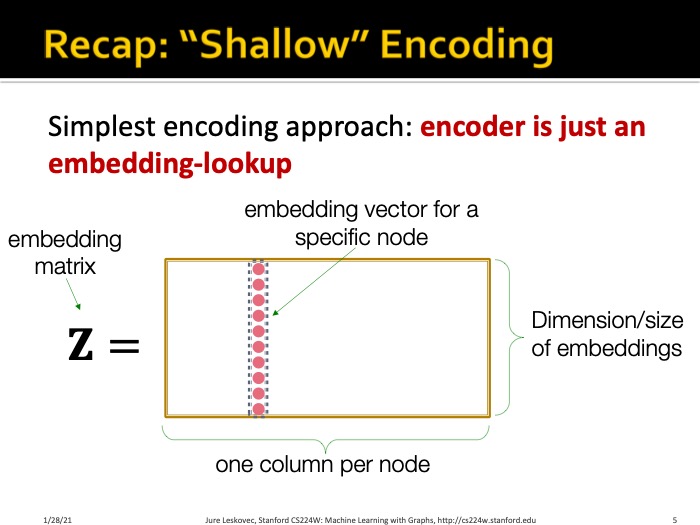 Recap: “Shallow” Encoding
Simplest encoding approach: encoder is just an
embedding-lookup
embedding vector for a
specific node
embedding
matrix
Z =
Dimension/size
of embeddings
one column per node
1/28/21
Jure Leskovec, Stanford CS224W: Machine Learning with Graphs, http://cs224w.stanford.edu
5